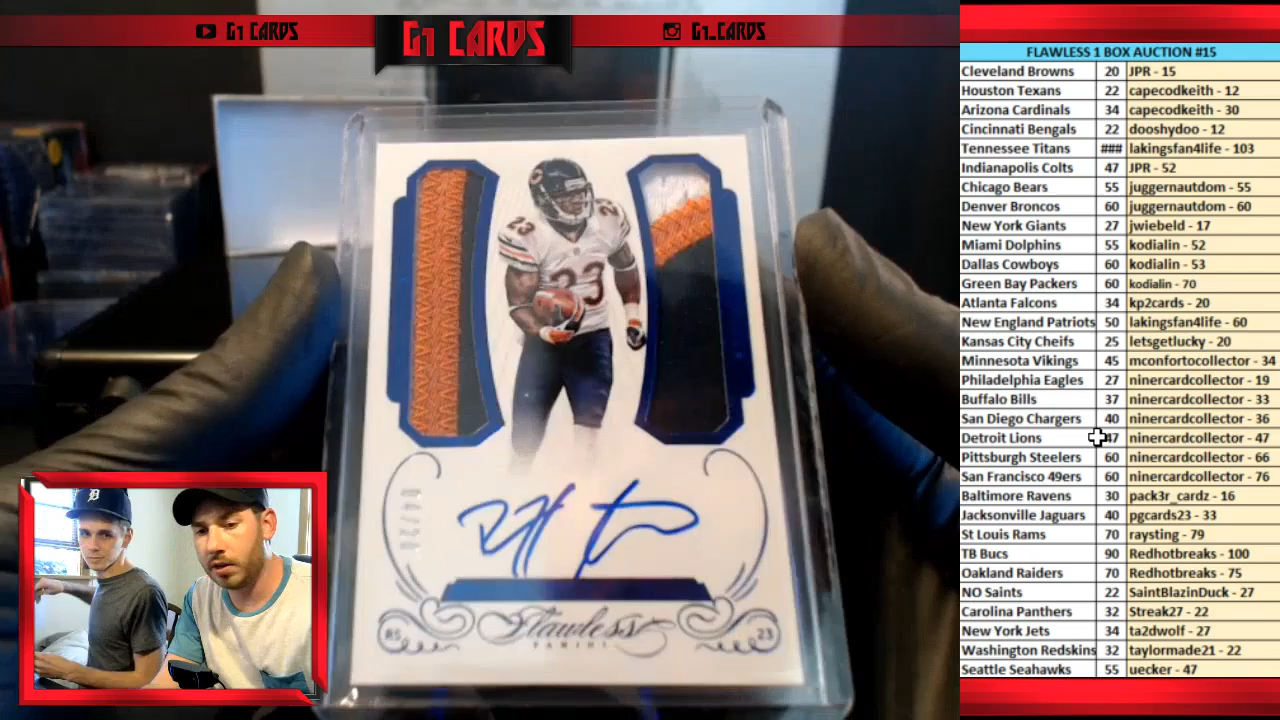 G1 CARDS
G1 CARDS
G1_CARDS
FLAWLESS 1 BOX AUCTION #15
Cleveland Browns 20 JPR - 15
Houston Texans 22 capecodkeith - 12
Arizona Cardinals 34 capecodkeith - 30
Cincinnati Bengals 22 dooshydoo - 12
Tennessee Titans ### lakingsfan4life - 103
Indianapolis Colts 47 JPR - 52
Chicago Bears 55 juggernautdom - 55
Denver Broncos 60 juggernautdom - 60
New York Giants 27 jwiebeld - 17
Miami Dolphins 55 kodialin - 52
Dallas Cowboys 60 kodialin - 53
Green Bay Packers 60 kodialin - 70
Atlanta Falcons 34 kp2cards - 20
New England Patriots 50 lakingsfan4life - 60
Kansas City Cheifs 25 letsgetlucky - 20
Minnesota Vikings 45 mconfortocollector - 34
Philadelphia Eagles 27 ninercardcollector - 19
Buffalo Bills 37 ninercardcollector - 33
San Diego Chargers 40 ninercardcollector - 36
Detroit Lions 47 ninercardcollector - 47
Pittsburgh Steelers 60 ninercardcollector - 66
San Francisco 49ers 60 ninercardcollector - 76
Baltimore Ravens 30 pack3r_cardz - 16
Jacksonville Jaguars 40 pgcards23 - 33
St Louis Rams 70 raysting - 79
TB Bucs 90 Redhotbreaks - 100
Oakland Raiders 70 Redhotbreaks - 75
NO Saints 22 SaintBlazinDuck - 27
Carolina Panthers 32 Streak27 - 22
New York Jets 34 ta2dwolf - 27
Washington Redskins 32 taylormade21 - 22
Seattle Seahawks 55 uecker - 47
23
23
Flawless
PANINI
23
D